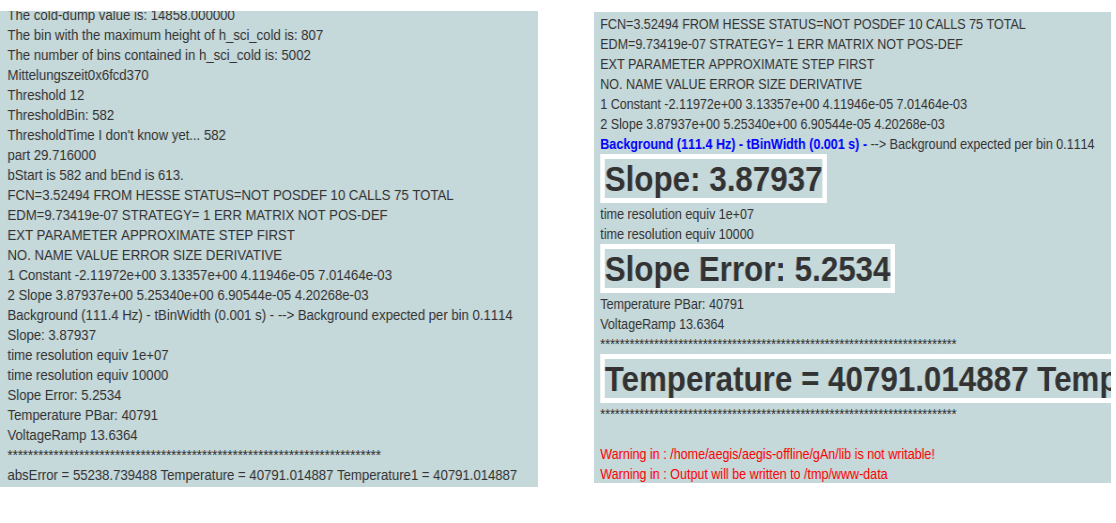 The cold-dump value is: 14858.000000
The bin with the maximum height of h_sci_cold is: 807
The number of bins contained in h_sci_cold is: 5002
Mittelungszeit0x6fcd370
Threshold 12
ThresholdBin: 582
ThresholdTime I don't know yet... 582
part 29.716000
bStart is 582 and bEnd is 613.
FCN=3.52494 FROM HESSE STATUS=NOT POSDEF 10 CALLS 75 TOTAL
EDM=9.73419e-07 STRATEGY= 1 ERR MATRIX NOT POS-DEF
EXT PARAMETER APPROXIMATE STEP FIRST
NO. NAME VALUE ERROR SIZE DERIVATIVE
1 Constant -2.11972e+00 3.13357e+00 4.11946e-05 7.01464e-03
2 Slope 3.87937e+00 5.25340e+00 6.90544e-05 4.20268e-03
Background (111.4 Hz) - tBinWidth (0.001 s) - --> Background expected per bin 0.1114
Slope: 3.87937
time resolution equiv 1e+07
time resolution equiv 10000
Slope Error: 5.2534
Temperature PBar: 40791
VoltageRamp 13.6364
***************************************************************************
absError = 55238.739488 Temperature = 40791.014887 Temperature1 = 40791.014887
FCN=3.52494 FROM HESSE STATUS=NOT POSDEF 10 CALLS 75 TOTAL
EDM=9.73419e-07 STRATEGY= 1 ERR MATRIX NOT POS-DEF
EXT PARAMETER APPROXIMATE STEP FIRST
NO. NAME VALUE ERROR SIZE DERIVATIVE
1 Constant -2.11972e+00 3.13357e+00 4.11946e-05 7.01464e-03
2 Slope 3.87937e+00 5.25340e+00 6.90544e-05 4.20268e-03
Background (111.4 Hz) - tBinWidth (0.001 s) - --> Background expected per bin 0.1114
Slope: 3.87937
time resolution equiv 1e+07
time resolution equiv 10000
Slope Error: 5.2534
Temperature PBar: 40791
VoltageRamp 13.6364
***************************************************************************
Temperature = 40791.014887 Temp
***************************************************************************
Warning in : /home/aegis/aegis-offline/gAn/lib is not writable!
Warning in : Output will be written to /tmp/www-data